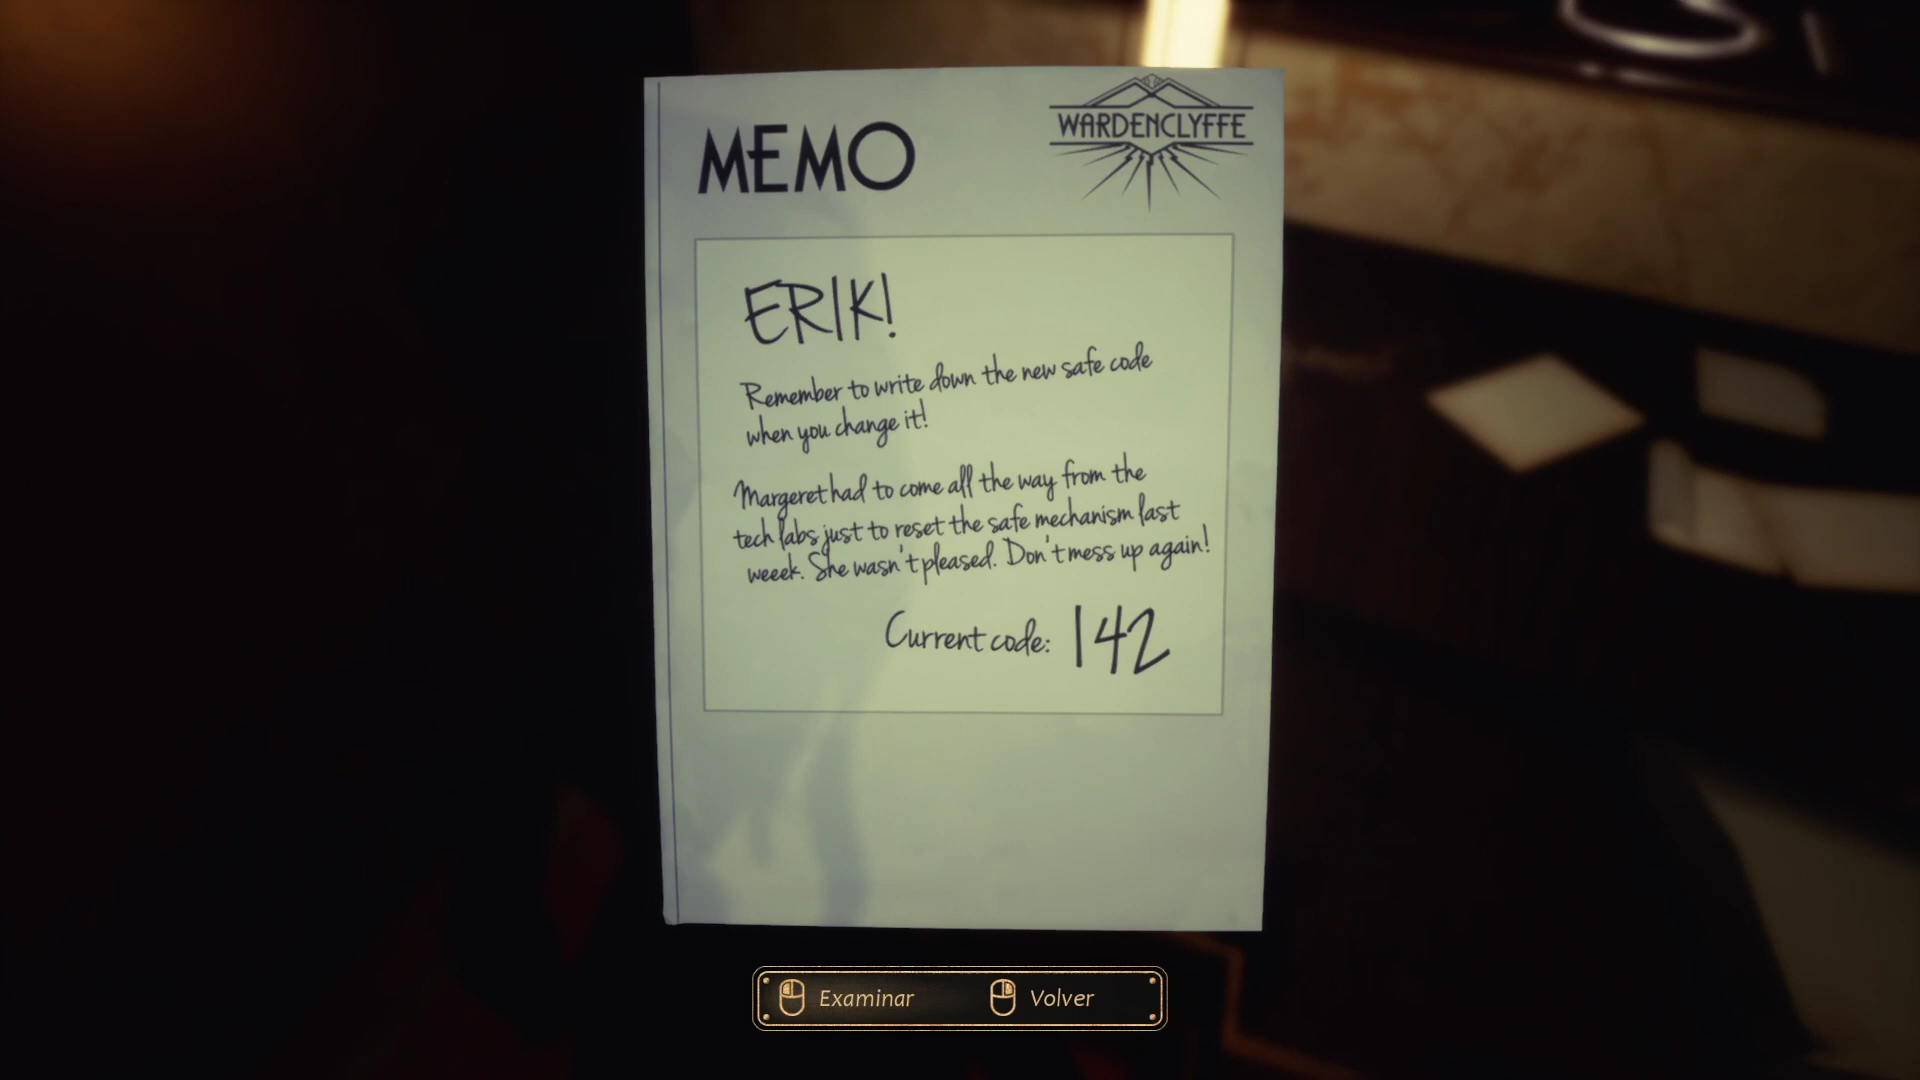 MEMO
WARDENCLYFFE
ERIK!
Remember to write down the new safe code
when you change it!
Margeret had to come all the way from the
tech labs just to reset the safe mechanism last
weeek. She wasn't pleased. Don't mess up again!
Current code: 142
Examinar
Volver